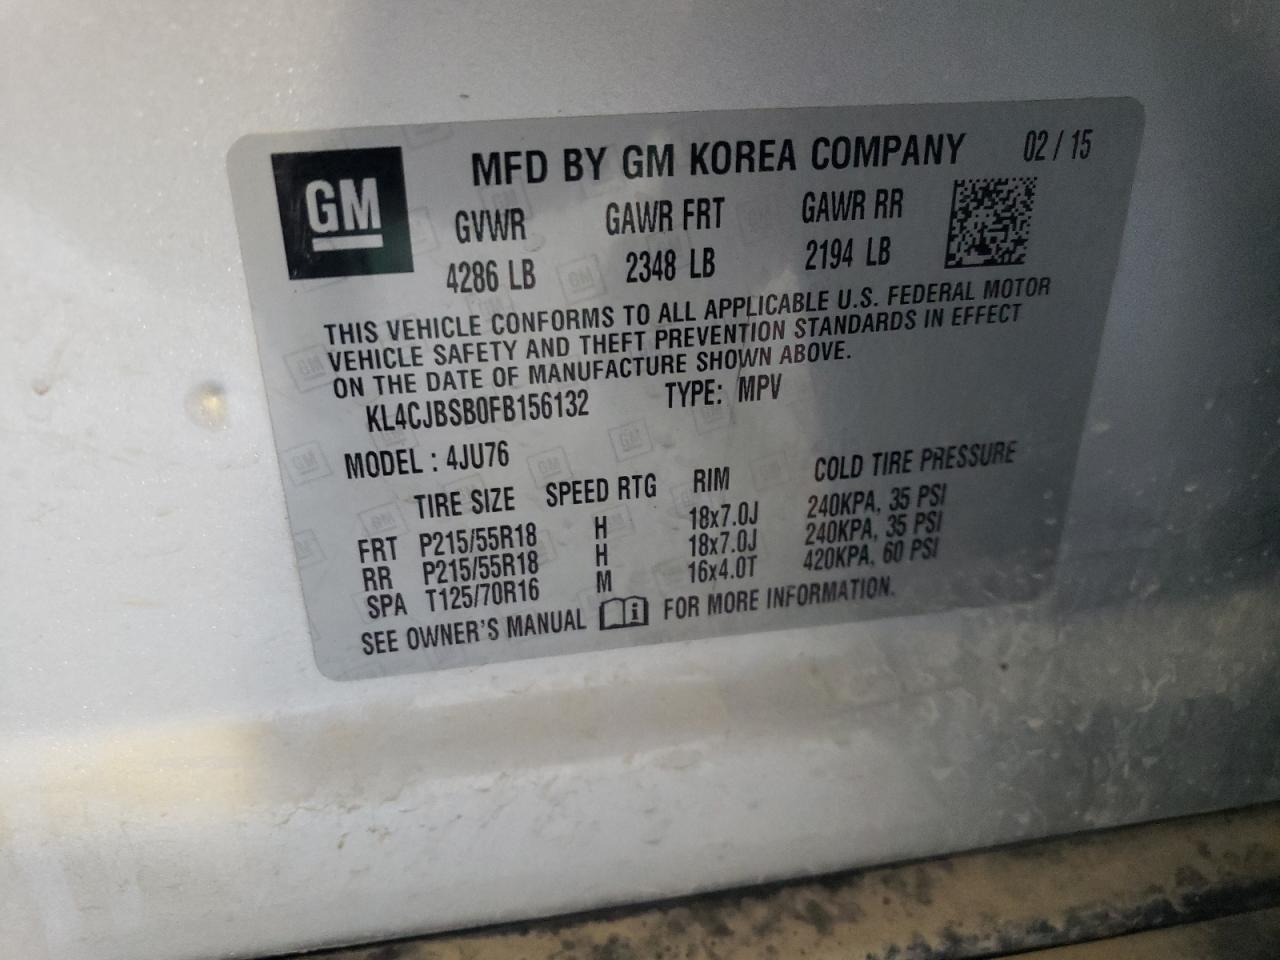 GM
MFD BY GM KOREA COMPANY 02 / 15
GVWR GAWR FRT GAWR RR
4286 LB 2348 LB 2194 LB
THIS VEHICLE CONFORMS TO ALL APPLICABLE U.S. FEDERAL MOTOR
VEHICLE SAFETY AND THEFT PREVENTION STANDARDS IN EFFECT
ON THE DATE OF MANUFACTURE SHOWN ABOVE.
KL4CJBSB0FB156132 TYPE: MPV
MODEL : 4JU76
TIRE SIZE SPEED RTG RIM COLD TIRE PRESSURE
FRT P215/55R18 H 18x7.0J 240KPA, 35 PSI
RR P215/55R18 H 18x7.0J 240KPA, 35 PSI
SPA T125/70R16 M 16x4.0T 420KPA, 60 PSI
SEE OWNER'S MANUAL i FOR MORE INFORMATION.